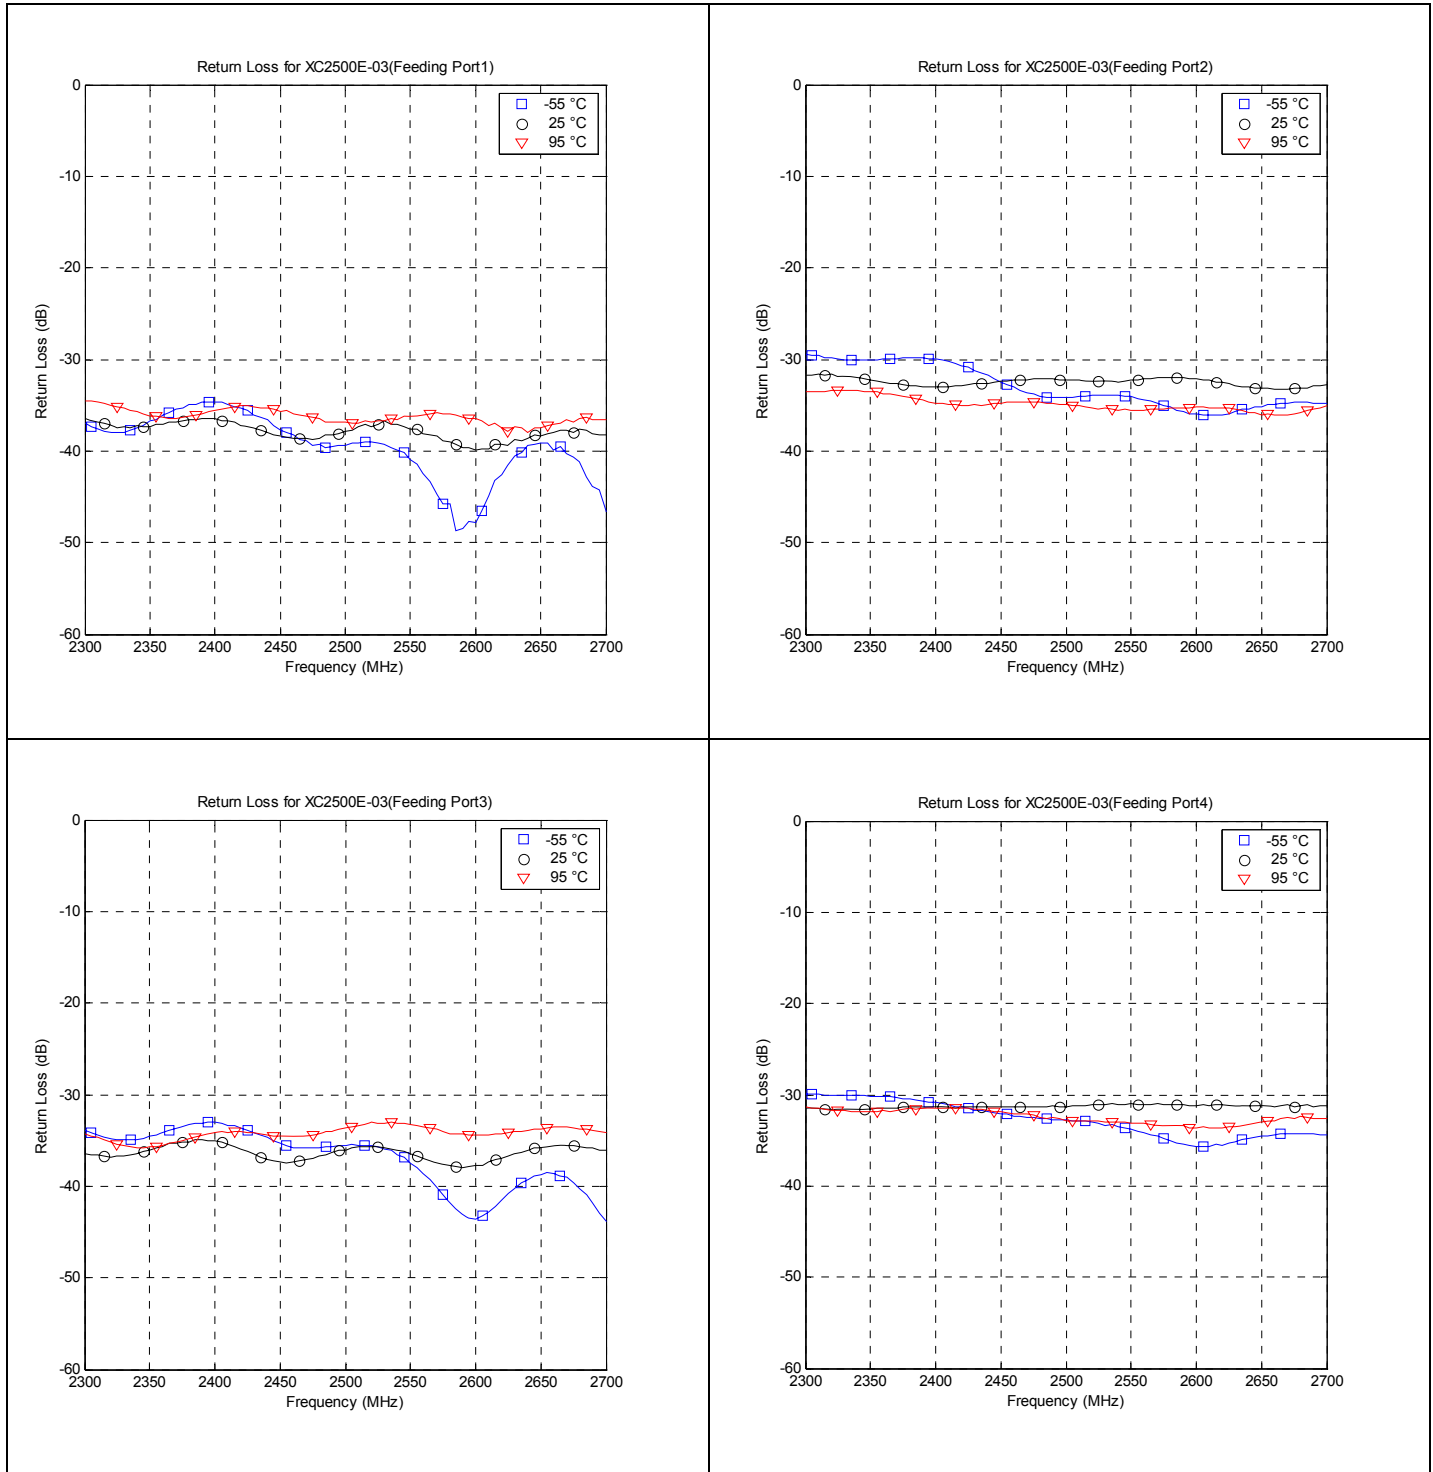 Return Loss for XC2500E-03(Feeding Port1)
0
-10
-20
-30
-40
-50
-60
Return Loss (dB)
-55 °C
25 °C
95 °C
2300 2350 2400 2450 2500 2550 2600 2650 2700
Frequency (MHz)
Return Loss for XC2500E-03(Feeding Port2)
0
-10
-20
-30
-40
-50
-60
Return Loss (dB)
-55 °C
25 °C
95 °C
2300 2350 2400 2450 2500 2550 2600 2650 2700
Frequency (MHz)
Return Loss for XC2500E-03(Feeding Port3)
0
-10
-20
-30
-40
-50
-60
Return Loss (dB)
-55 °C
25 °C
95 °C
2300 2350 2400 2450 2500 2550 2600 2650 2700
Frequency (MHz)
Return Loss for XC2500E-03(Feeding Port4)
0
-10
-20
-30
-40
-50
-60
Return Loss (dB)
-55 °C
25 °C
95 °C
2300 2350 2400 2450 2500 2550 2600 2650 2700
Frequency (MHz)